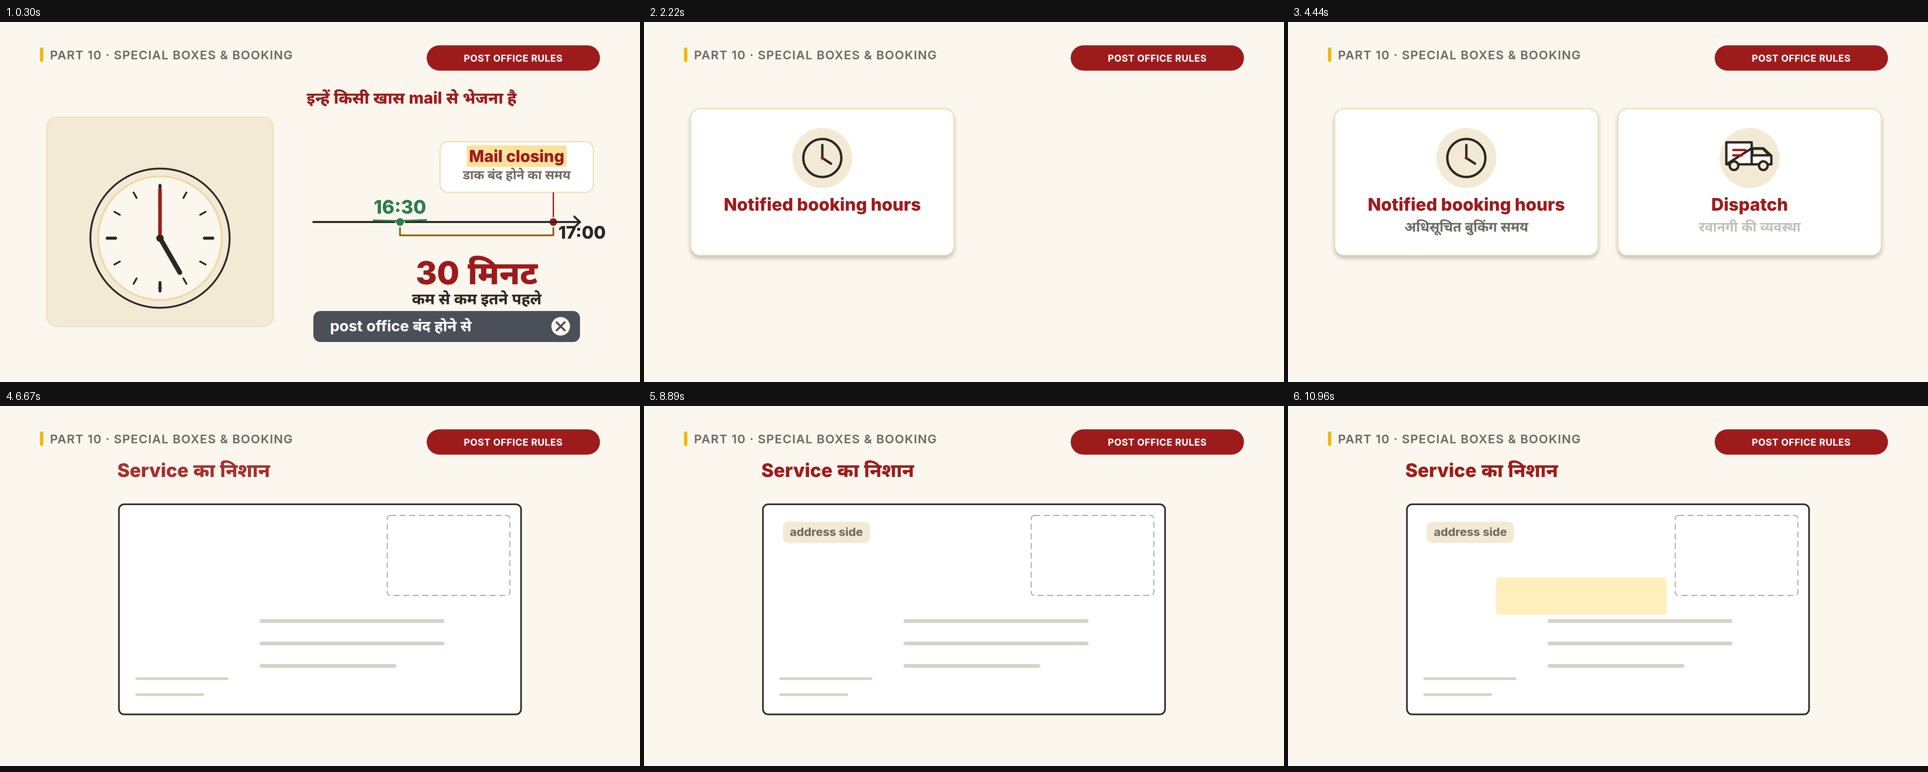 1. 0.30s
PART 10 · SPECIAL BOXES & BOOKING
POST OFFICE RULES
इन्हें किसी खास mail से भेजना है
Mail closing
डाक बंद होने का समय
16:30
17:00
30 मिनट
कम से कम इतने पहले
post office बंद होने से
2. 2.22s
PART 10 · SPECIAL BOXES & BOOKING
POST OFFICE RULES
Notified booking hours
3. 4.44s
PART 10 · SPECIAL BOXES & BOOKING
POST OFFICE RULES
Notified booking hours
अधिसूचित बुकिंग समय
Dispatch
रवानगी की व्यवस्था
4. 6.67s
PART 10 · SPECIAL BOXES & BOOKING
POST OFFICE RULES
Service का निशान
5. 8.89s
PART 10 · SPECIAL BOXES & BOOKING
POST OFFICE RULES
Service का निशान
address side
6. 10.96s
PART 10 · SPECIAL BOXES & BOOKING
POST OFFICE RULES
Service का निशान
address side